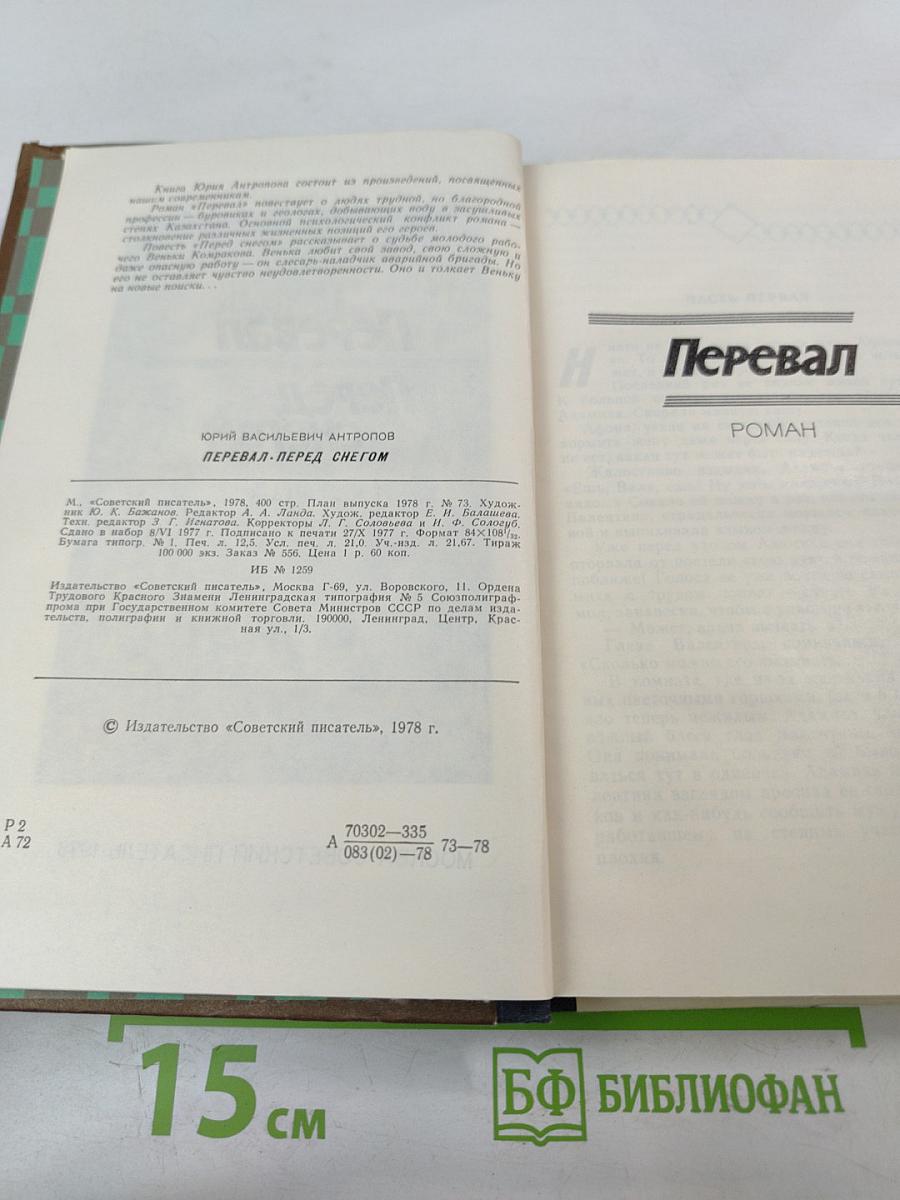 Книга Юрия Антропова состоит из произведений, посвященных
нашим современникам.
Роман «Перевал» повествует о людях трудной, но благородной
профессии — буровиках и геологах, добывающих воду в засушливых
степях Казахстана. Основной психологический конфликт романа —
столкновение различных жизненных позиций его героев.
Повесть «Перед снегом» рассказывает о судьбе молодого рабо-
чего Веньки Комракова. Венька любит свой завод, свою сложную и
даже опасную работу — он слесарь-наладчик аварийной бригады. Но
его не оставляет чувство неудовлетворенности. Оно и толкает Веньку
на новые поиски...
ЮРИЙ ВАСИЛЬЕВИЧ АНТРОПОВ
ПЕРЕВАЛ · ПЕРЕД СНЕГОМ
М., «Советский писатель», 1978, 400 стр. План выпуска 1978 г. № 73. Худож-
ник Ю. К. Бажанов. Редактор А. А. Ланда. Худож. редактор Е. И. Балашева.
Техн. редактор З. Г. Игнатова. Корректоры Л. Г. Соловьева и И. Ф. Сологуб.
Сдано в набор 8/VI 1977 г. Подписано к печати 27/X 1977 г. Формат 84×108 1/32.
Бумага типогр. № 1. Печ. л. 12,5. Усл. печ. л. 21,0. Уч.-изд. л. 21,67. Тираж
100 000 экз. Заказ № 556. Цена 1 р. 60 коп.
ИБ № 1259
Издательство «Советский писатель», Москва Г-69, ул. Воровского, 11. Ордена
Трудового Красного Знамени Ленинградская типография № 5 Союзполиграф-
прома при Государственном комитете Совета Министров СССР по делам изда-
тельств, полиграфии и книжной торговли. 190000, Ленинград, Центр, Крас-
ная ул., 1/3.
© Издательство «Советский писатель», 1978 г.
Р 2
А 72
А 70302—335
083(02)—78 73—78
Перевал
РОМАН
15 см
БФ БИБЛИОФАН